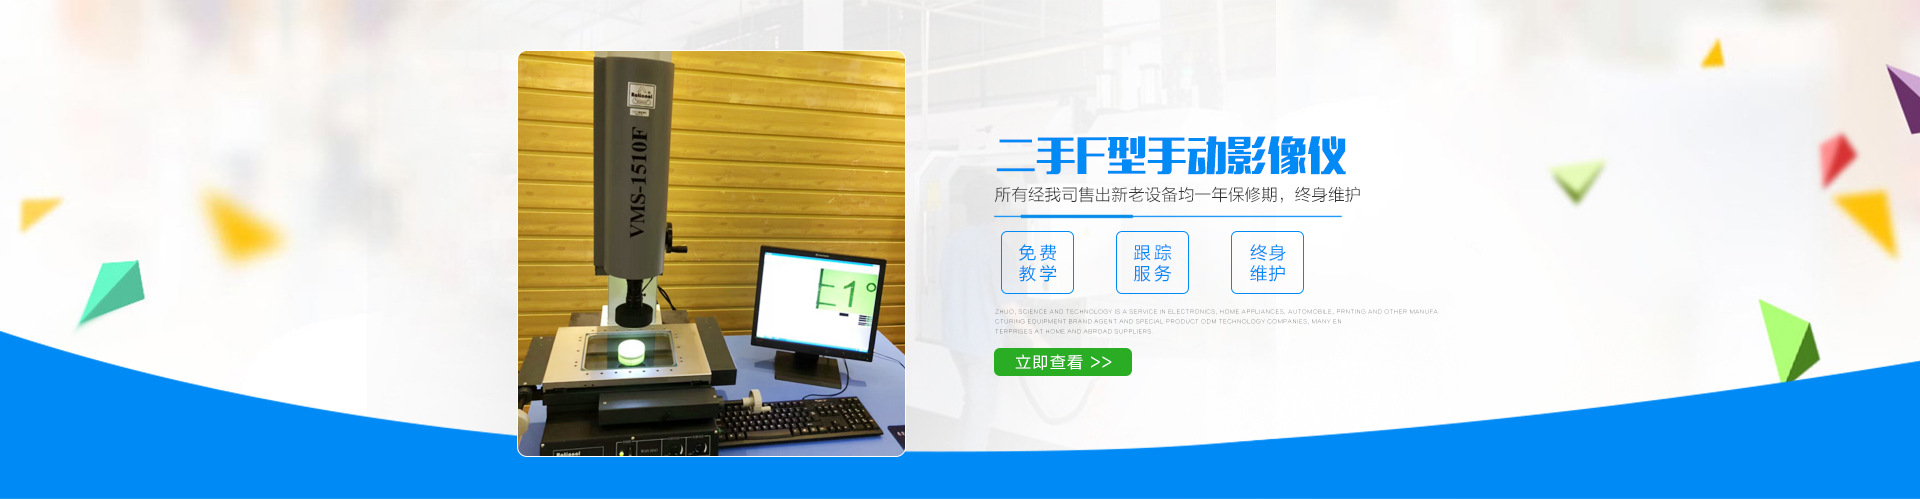 Rational
VMS-1510F
二手F型手动影像仪
所有经我司售出新老设备均一年保修期，终身维护
免费
教学
跟踪
服务
终身
维护
ZHUO, SCIENCE AND TECHNOLOGY IS A SERVICE IN ELECTRONICS, HOME APPLIANCES, AUTOMOBILE, PRNTING AND OTHER MANUFA
CTURING EQUIPMENT BRAND AGENT AND SPECIAL PRODUCT ODM TECHNOLOGY COMPANIES, MANY EN
TERPRISES AT HOME AND ABROAD SUPPLIERS
立即查看 >>
Rational